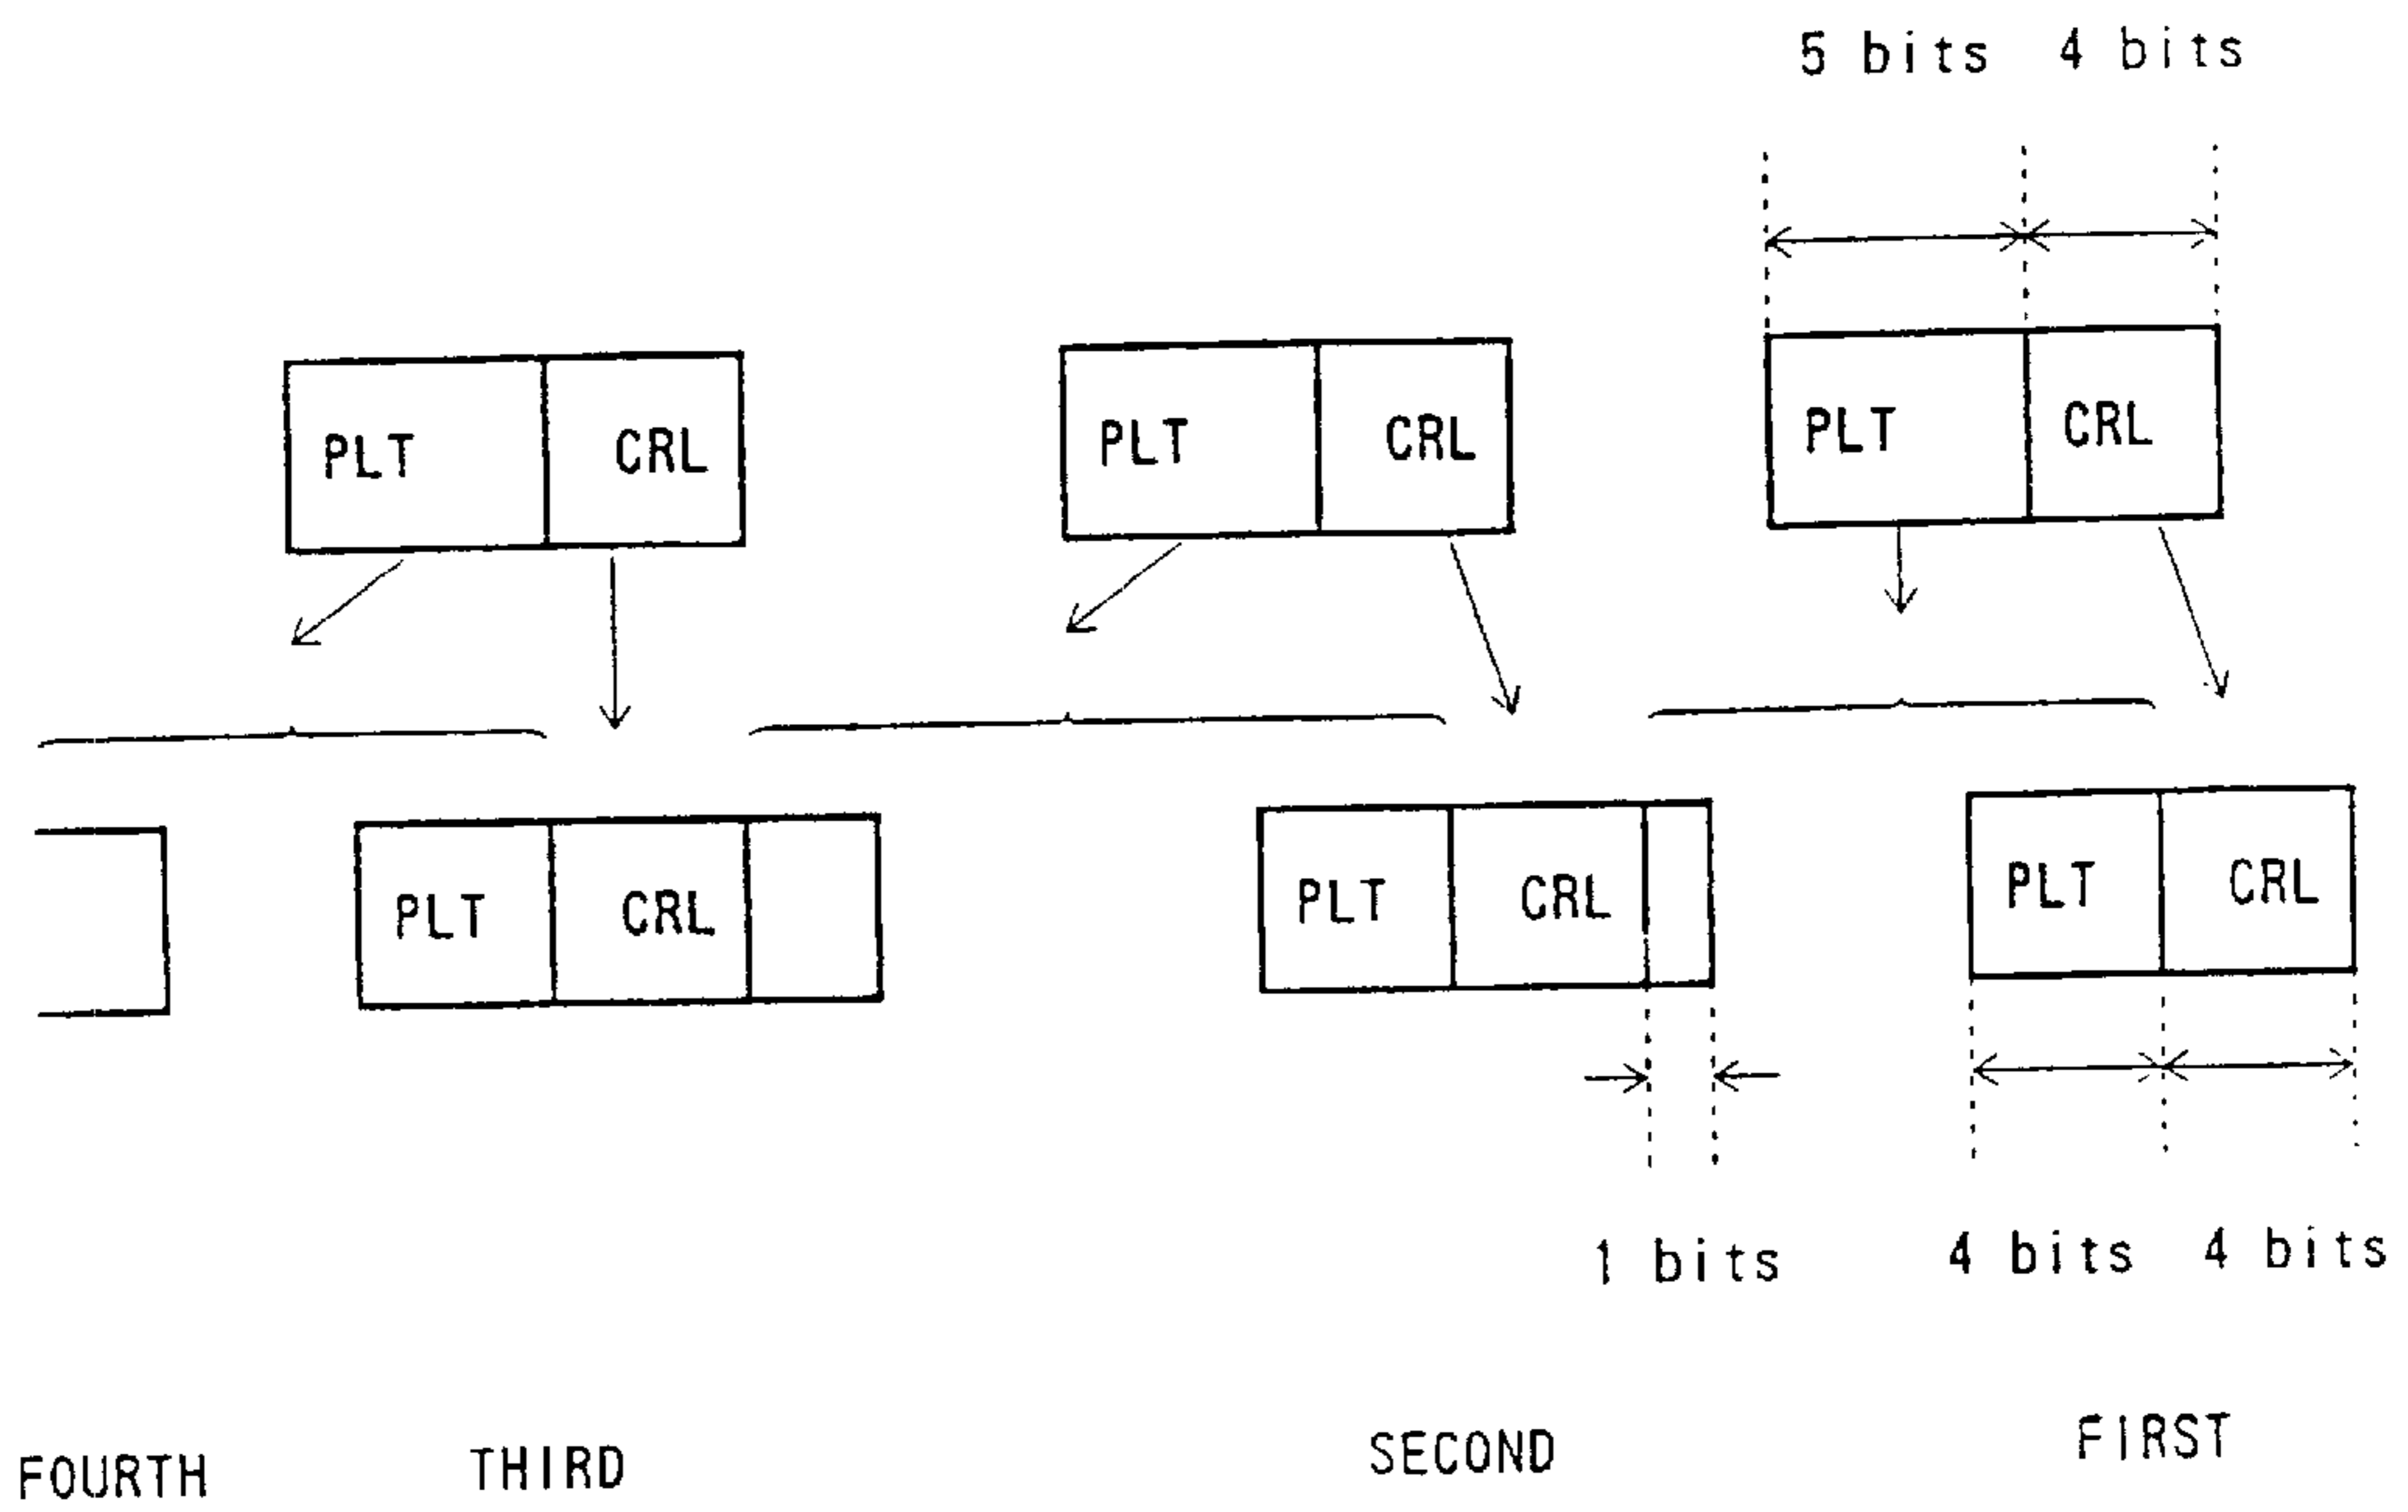 5 bits 4 bits
PLT CRL PLT CRL PLT CRL
PLT CRL PLT CRL PLT CRL
1 bits 4 bits 4 bits
FOURTH THIRD SECOND FIRST